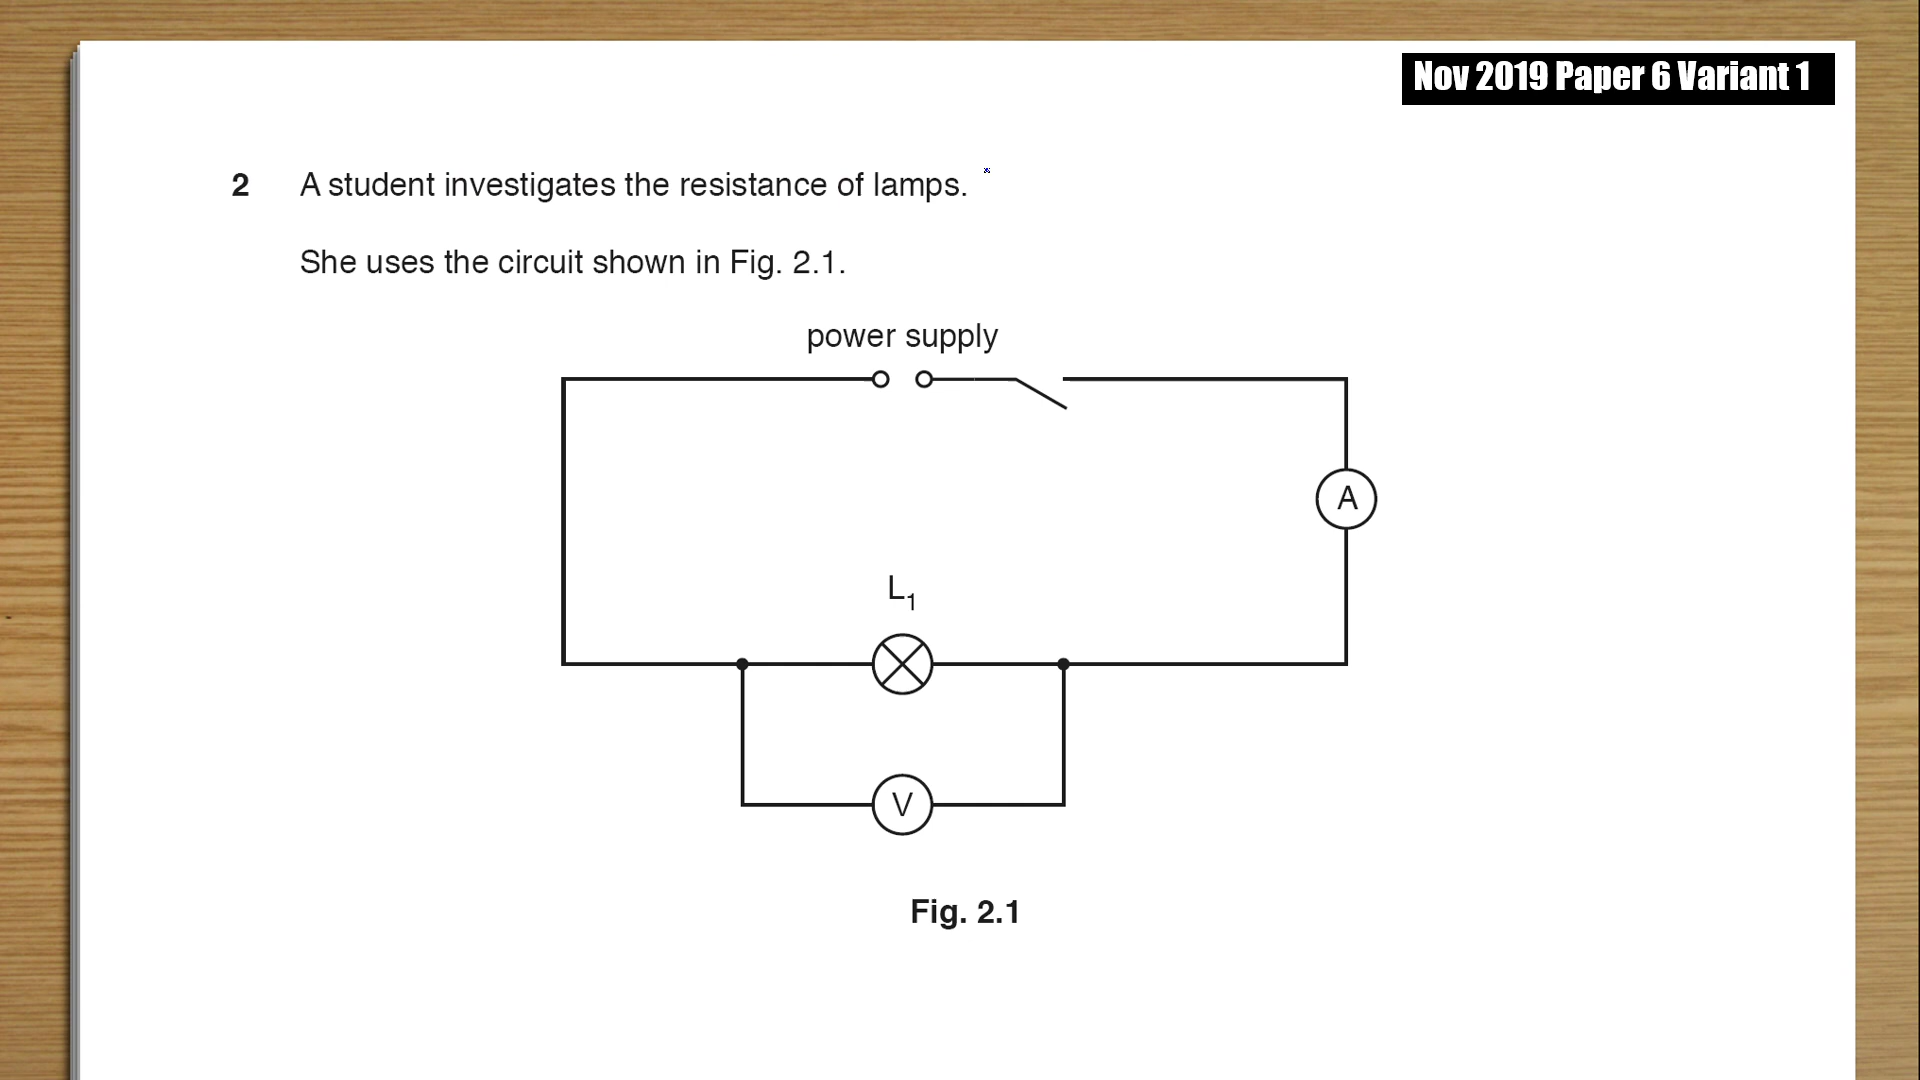 Nov 2019 Paper 6 Variant 1
2 A student investigates the resistance of lamps.
She uses the circuit shown in Fig. 2.1.
power supply
A
L1
V
Fig. 2.1